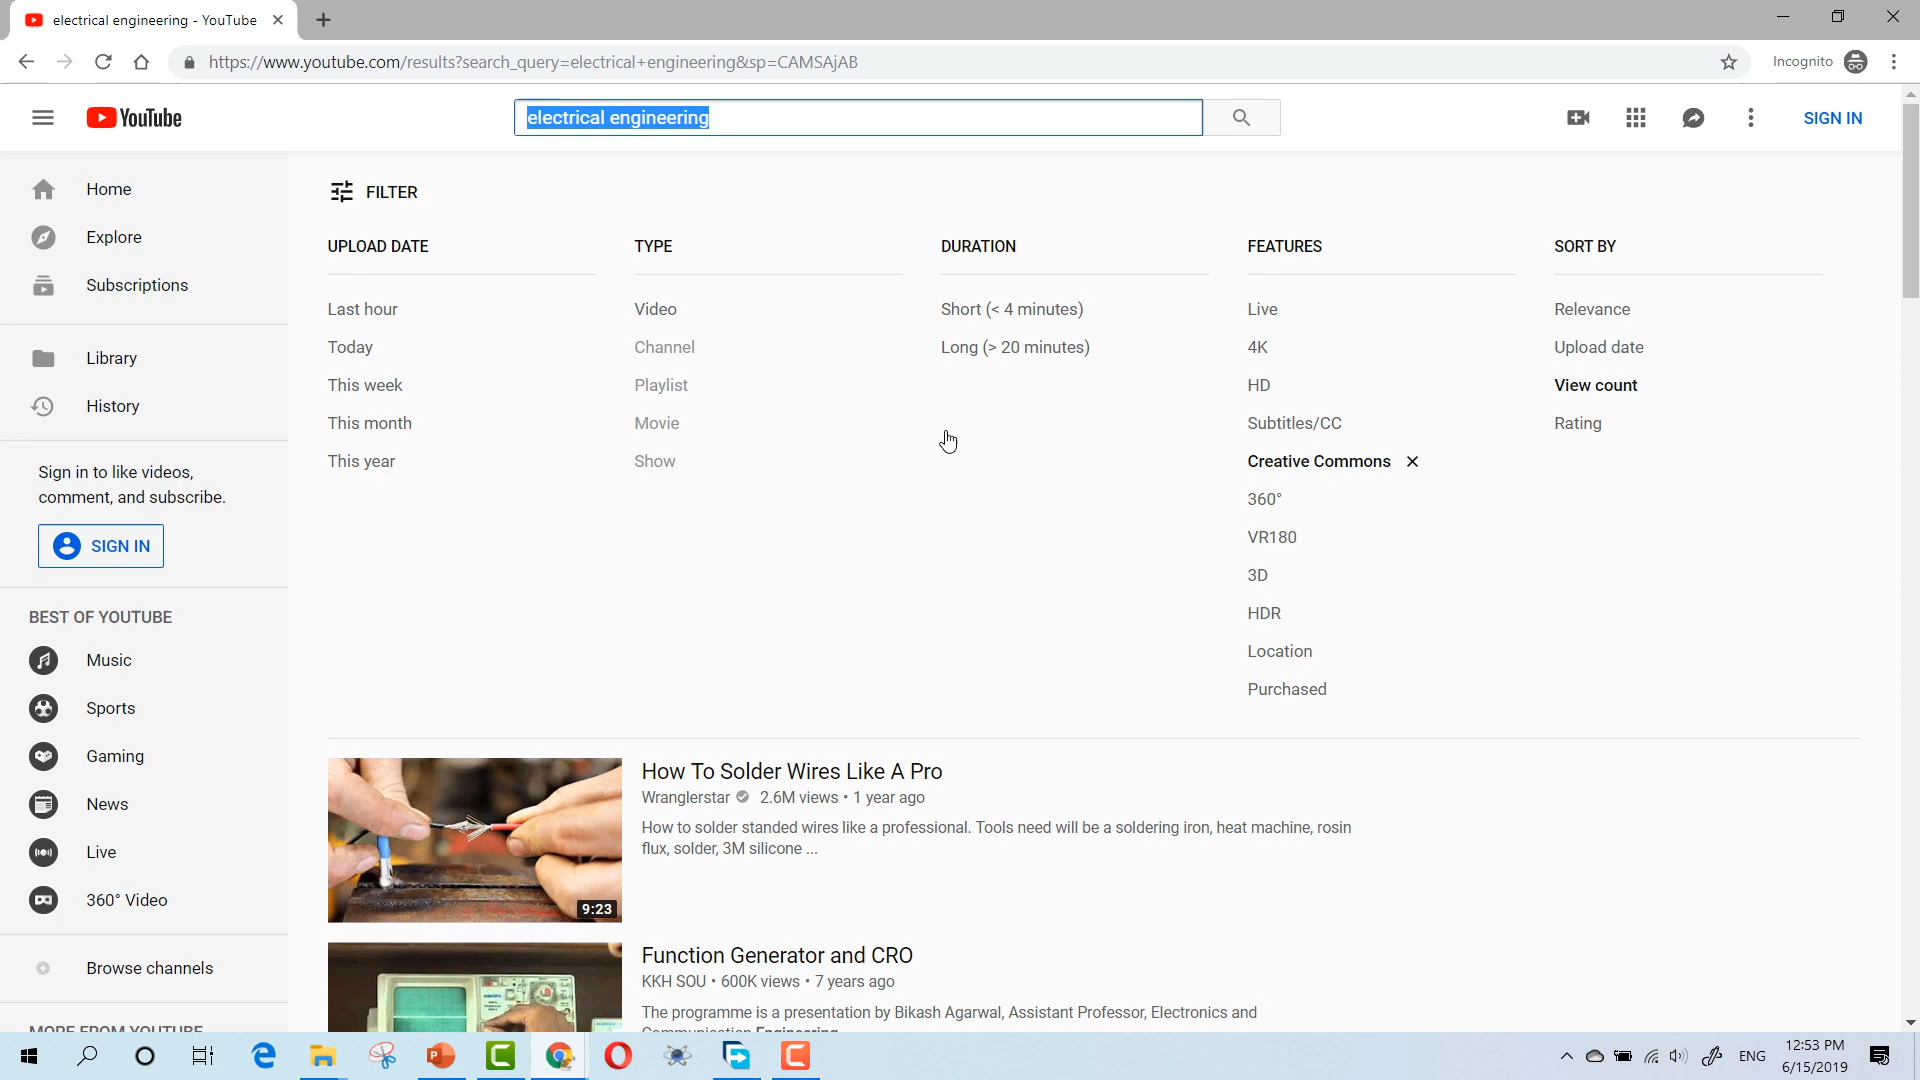 electrical engineering - YouTube
https://www.youtube.com/results?search_query=electrical+engineering&sp=CAMSAjAB
Incognito
YouTube
electrical engineering
SIGN IN
Home
Explore
Subscriptions
Library
History
Sign in to like videos,
comment, and subscribe.
SIGN IN
BEST OF YOUTUBE
Music
Sports
Gaming
News
Live
360° Video
Browse channels
MORE FROM YOUTUBE
FILTER
UPLOAD DATE
Last hour
Today
This week
This month
This year
TYPE
Video
Channel
Playlist
Movie
Show
DURATION
Short (< 4 minutes)
Long (> 20 minutes)
FEATURES
Live
4K
HD
Subtitles/CC
Creative Commons
360°
VR180
3D
HDR
Location
Purchased
SORT BY
Relevance
Upload date
View count
Rating
9:23
How To Solder Wires Like A Pro
Wranglerstar 2.6M views • 1 year ago
How to solder standed wires like a professional. Tools need will be a soldering iron, heat machine, rosin
flux, solder, 3M silicone ...
Function Generator and CRO
KKH SOU • 600K views • 7 years ago
The programme is a presentation by Bikash Agarwal, Assistant Professor, Electronics and
Communication Engineering
ENG
12:53 PM
6/15/2019